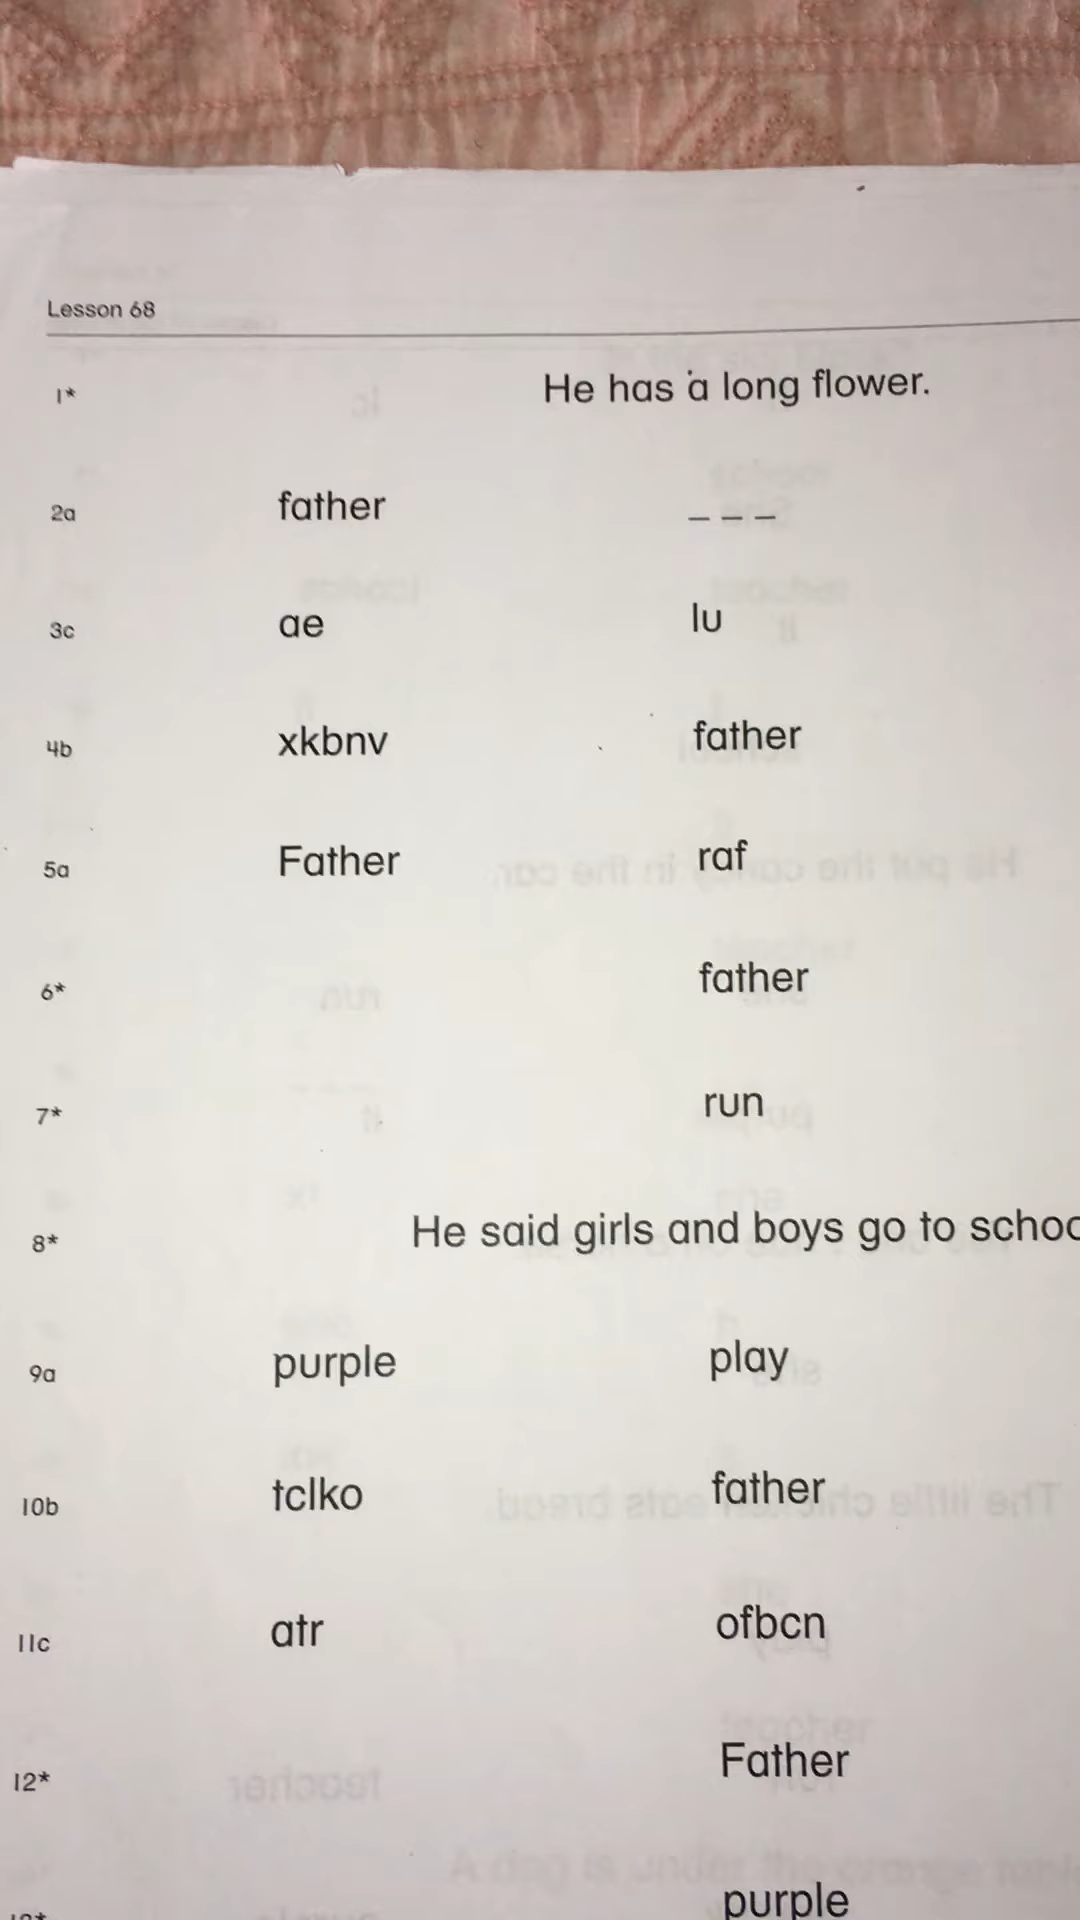 Lesson 68
1* He has a long flower.
2a father _ _ _
3c ae lu
4b xkbnv father
5a Father raf
6* father
7* run
8* He said girls and boys go to schoo
9a purple play
10b tclko father
11c atr ofbcn
12* Father
purple